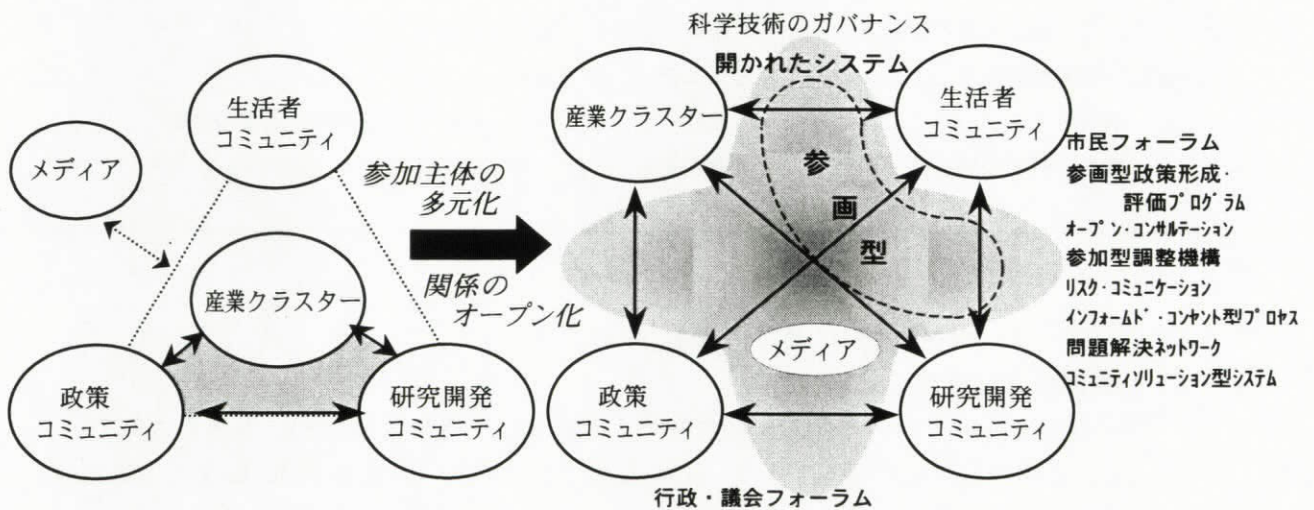 生活者
コミュニティ
メディア
産業クラスター
政策
コミュニティ
研究開発
コミュニティ
参加主体の
多元化
関係の
オープン化
科学技術のガバナンス
開かれたシステム
産業クラスター
生活者
コミュニティ
参
画
型
メディア
政策
コミュニティ
研究開発
コミュニティ
行政・議会フォーラム
市民フォーラム
参画型政策形成・
評価プログラム
オープン・コンサルテーション
参加型調整機構
リスク・コミュニケーション
インフォームド・コンセント型プロセス
問題解決ネットワーク
コミュニティソリューション型システム